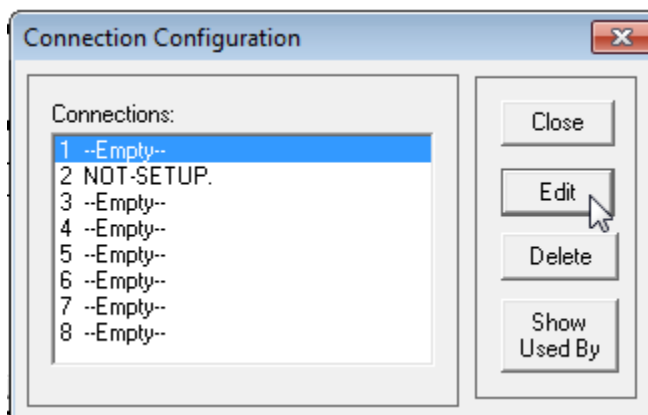 Connection Configuration
Connections:
1 --Empty--
2 NOT-SETUP.
3 --Empty--
4 --Empty--
5 --Empty--
6 --Empty--
7 --Empty--
8 --Empty--
Close
Edit
Delete
Show
Used By